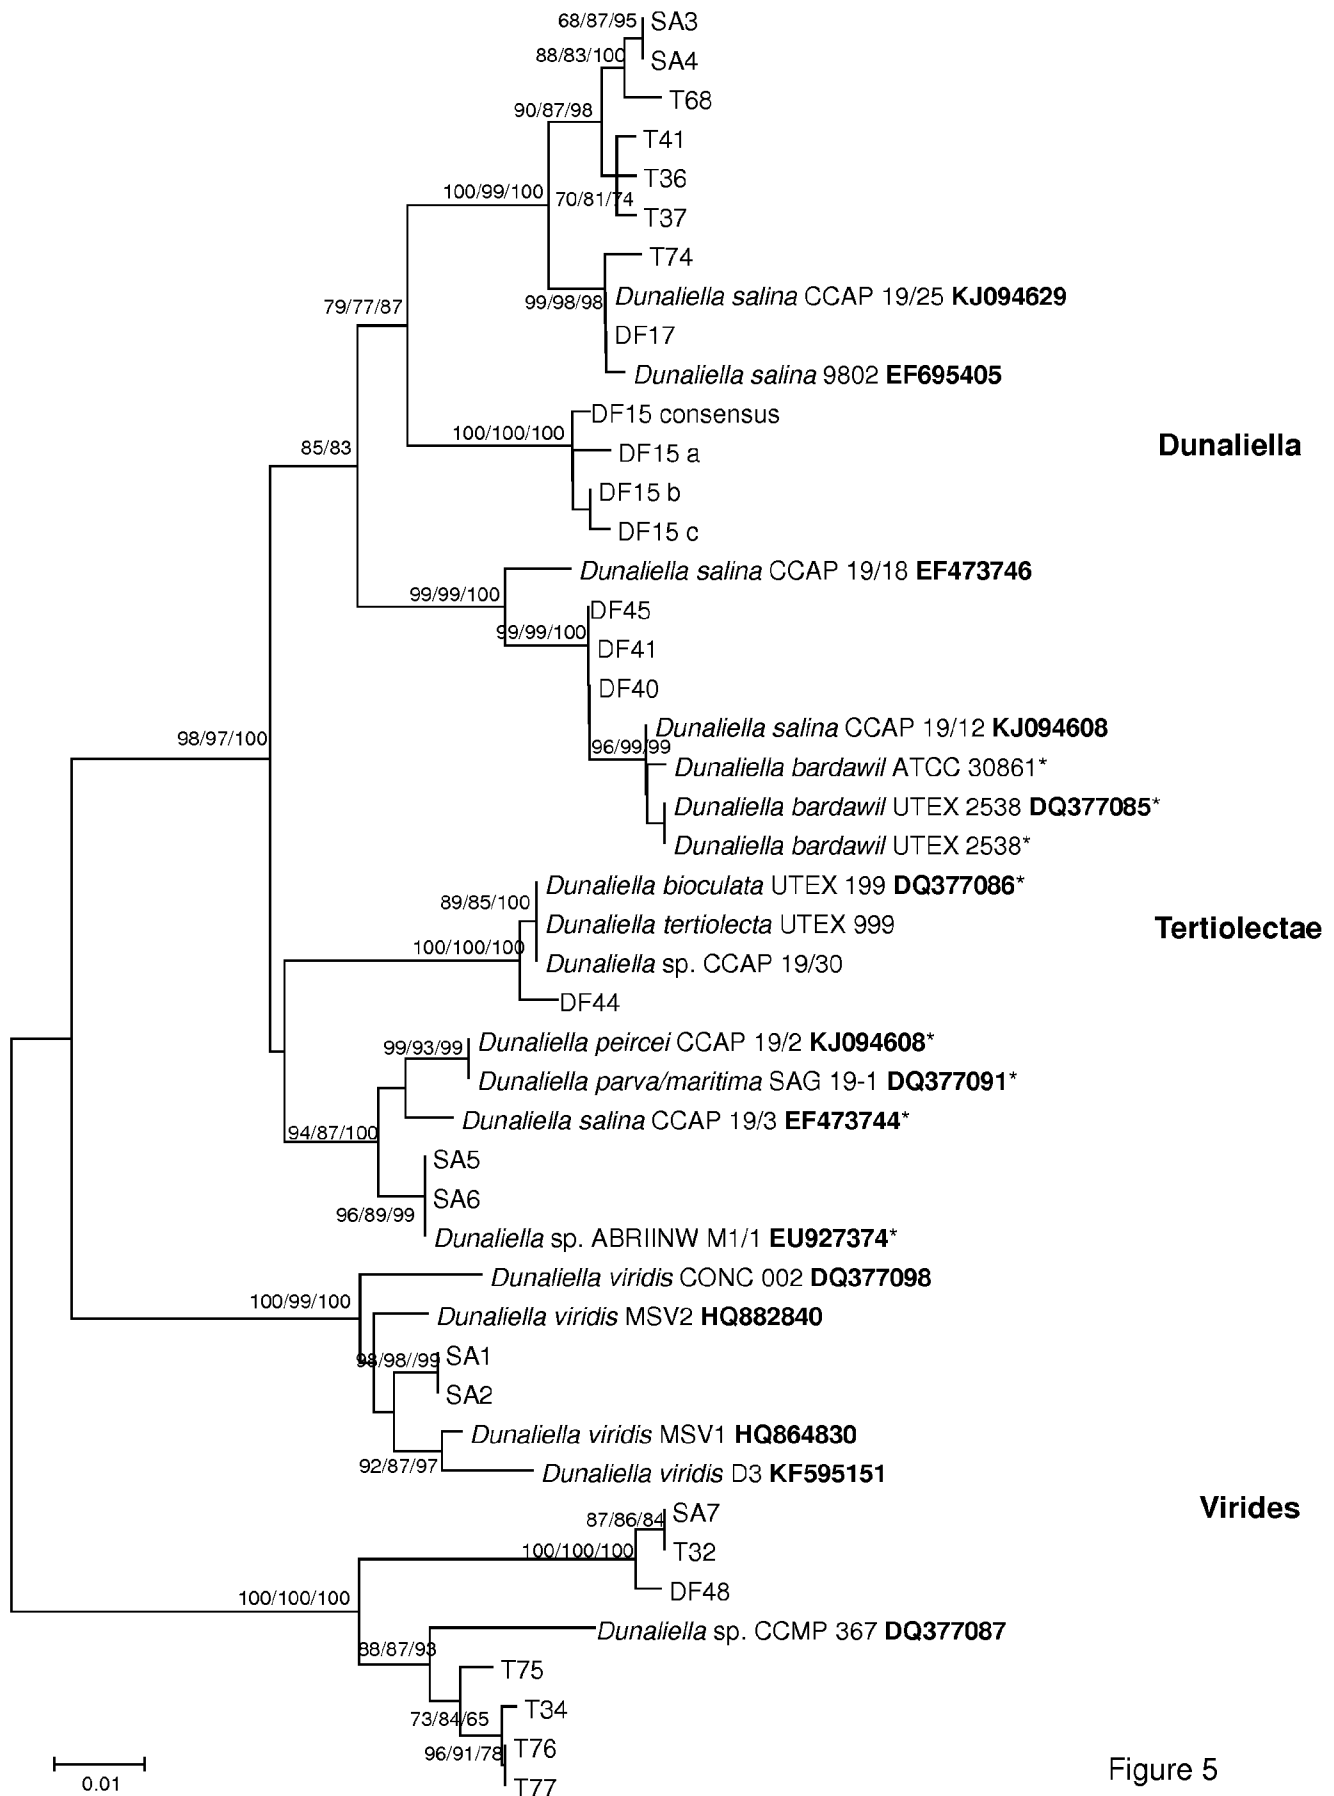 68/87/95 SA3
88/83/100 SA4
T68
90/87/98
T41
T36
100/99/100 70/81/74
T37
T74
79/77/87 99/98/98 Dunaliella salina CCAP 19/25 KJ094629
DF17
Dunaliella salina 9802 EF695405
DF15 consensus
100/100/100
85/83 DF15 a Dunaliella
DF15 b
DF15 c
Dunaliella salina CCAP 19/18 EF473746
99/99/100
DF45
99/99/100
DF41
DF40
98/97/100 Dunaliella salina CCAP 19/12 KJ094608
96/99/99
Dunaliella bardawil ATCC 30861*
Dunaliella bardawil UTEX 2538 DQ377085*
Dunaliella bardawil UTEX 2538*
Dunaliella bioculata UTEX 199 DQ377086*
89/85/100
Dunaliella tertiolecta UTEX 999 Tertiolectae
100/100/100
Dunaliella sp. CCAP 19/30
DF44
99/93/99 Dunaliella peircei CCAP 19/2 KJ094608*
Dunaliella parva/maritima SAG 19-1 DQ377091*
Dunaliella salina CCAP 19/3 EF473744*
94/87/100
SA5
SA6
96/89/99
Dunaliella sp. ABRIINW M1/1 EU927374*
Dunaliella viridis CONC 002 DQ377098
100/99/100
Dunaliella viridis MSV2 HQ882840
98/98//99 SA1
SA2
Dunaliella viridis MSV1 HQ864830
92/87/97 Dunaliella viridis D3 KF595151
Virides
87/86/84 SA7
100/100/100 T32
100/100/100 DF48
Dunaliella sp. CCMP 367 DQ377087
88/87/93
T75
T34
73/84/65
96/91/78 T76
T77
0.01
Figure 5